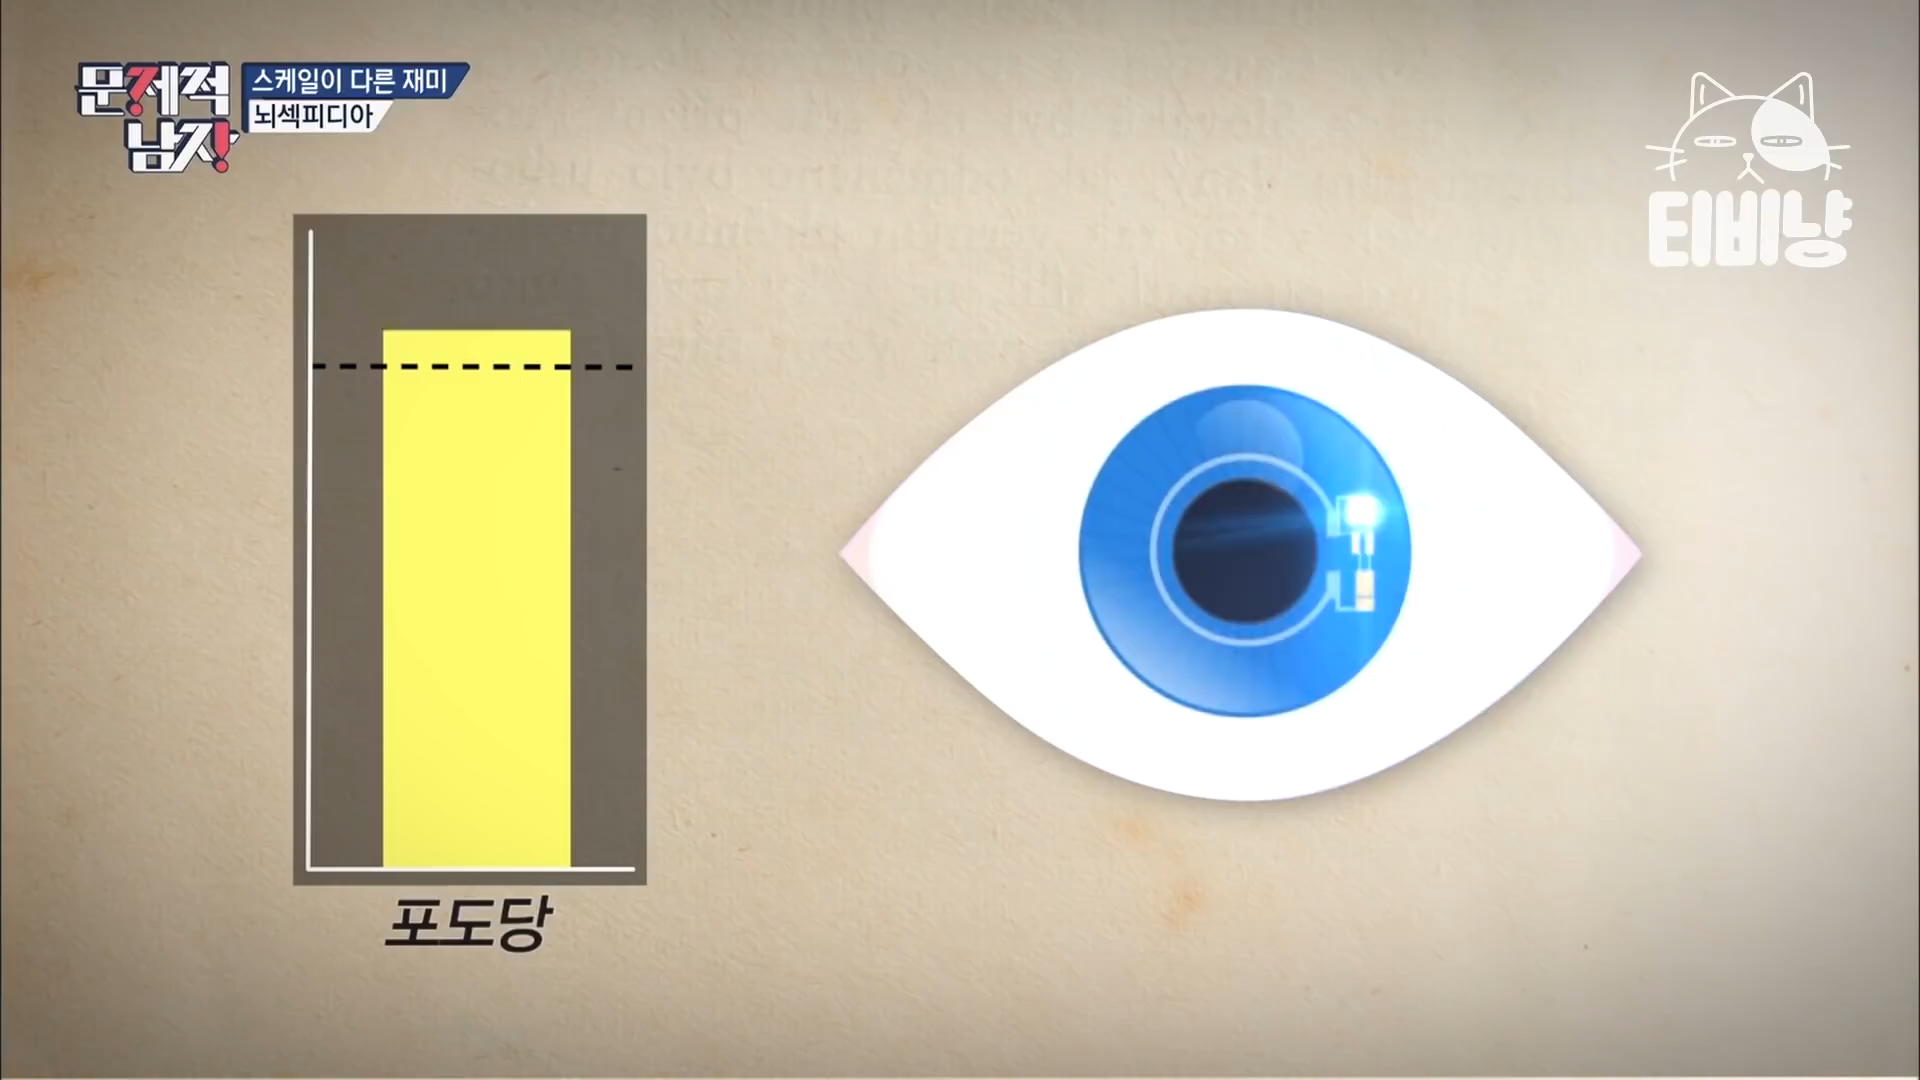 문제적
남자
스케일이 다른 재미
뇌섹피디아
티비냥
포도당